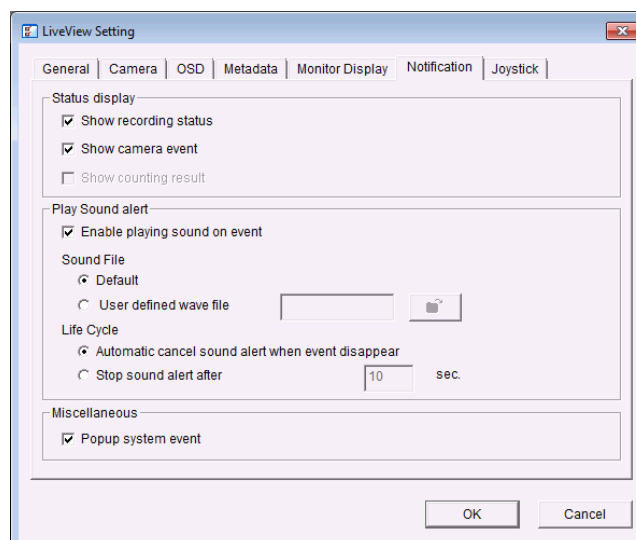 LiveView Setting
General Camera OSD Metadata Monitor Display Notification Joystick
Status display
Show recording status
Show camera event
Show counting result
Play Sound alert
Enable playing sound on event
Sound File
Default
User defined wave file
Life Cycle
Automatic cancel sound alert when event disappear
Stop sound alert after 10 sec.
Miscellaneous
Popup system event
OK Cancel